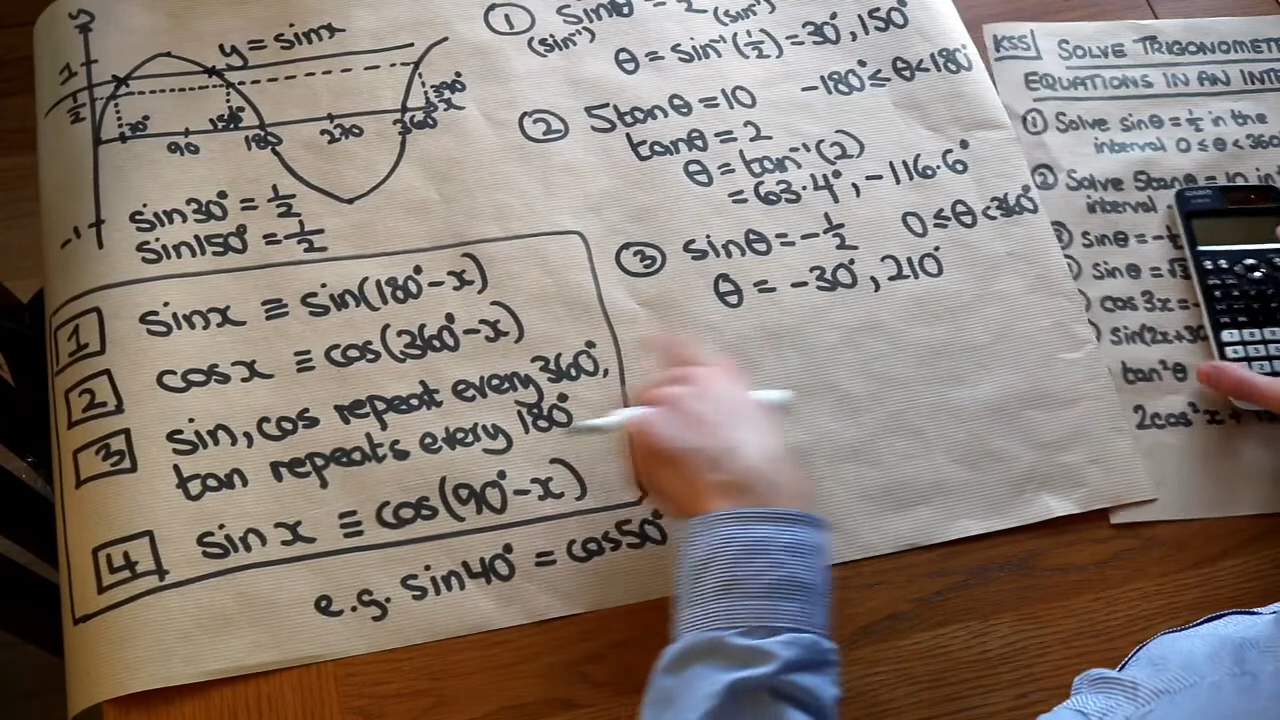 y
1
1/2
-1
y = sinx
30°
90
150°
180
270
360°
390°
x
sin30° = 1/2
sin150° = 1/2
1 sinx ≡ sin(180°-x)
2 cosx ≡ cos(360°-x)
3 sin, cos repeat every 360°,
tan repeats every 180°
4 sinx ≡ cos(90°-x)
e.g. sin40° = cos50°
① sinθ =
(sin⁻¹) (sin⁻¹)
θ = sin⁻¹(1/2) = 30°, 150°
② 5tanθ = 10 -180° ≤ θ < 180°
tanθ = 2
θ = tan⁻¹(2)
= 63.4°, -116.6°
③ sinθ = -1/2 0 ≤ θ < 360°
θ = -30°, 210°
KS5 SOLVE
EQUATIONS IN AN
① Solve sinθ = 1/2 in the
interval 0 ≤ θ < 360
② Solve 5tanθ = 10 in
interval
sinθ = -1/2
sinθ = √3
cos 3x = -
sin(2x+30
tan²θ
2cos²x +
CASIO